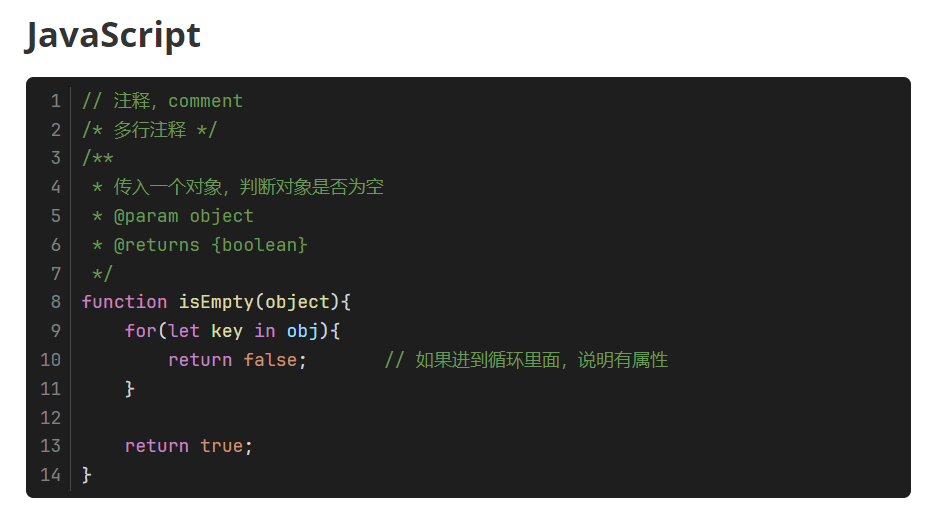 JavaScript
1 // 注释，comment
2 /* 多行注释 */
3 /**
4  * 传入一个对象，判断对象是否为空
5  * @param object
6  * @returns {boolean}
7  */
8 function isEmpty(object){
9     for(let key in obj){
10         return false;       // 如果进到循环里面，说明有属性
11     }
12
13     return true;
14 }